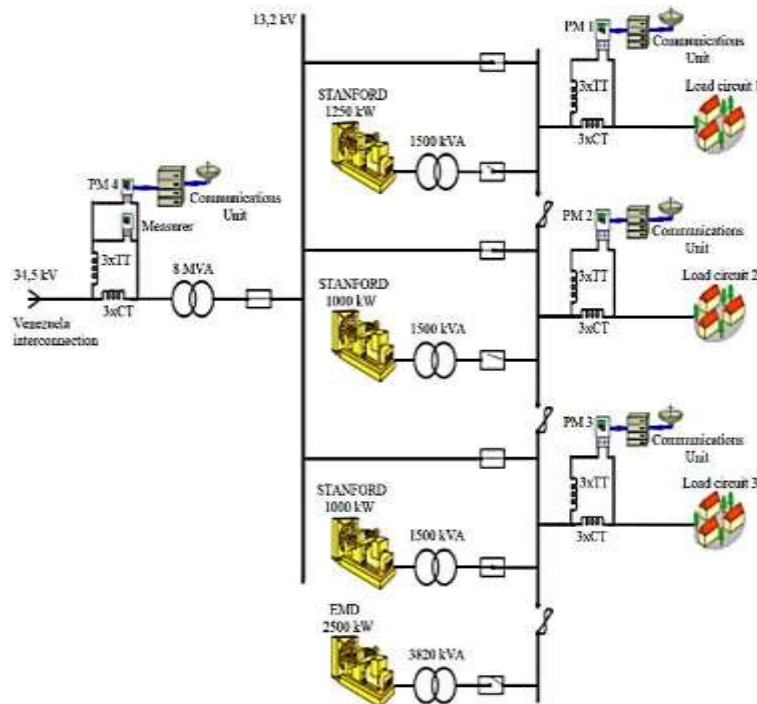 13,2 kV
PM 1
Communications
Unit
3xTT
Load circuit 1
3xCT
STANFORD
1250 kW
1500 kVA
PM 4
Communications
Unit
Measurer
3xTT
34,5 kV
8 MVA
3xCT
Venezuela
interconnection
PM 2
Communications
Unit
3xTT
Load circuit 2
3xCT
STANFORD
1000 kW
1500 kVA
PM 3
Communications
Unit
3xTT
Load circuit 3
3xCT
STANFORD
1000 kW
1500 kVA
EMD
2500 kW
3820 kVA